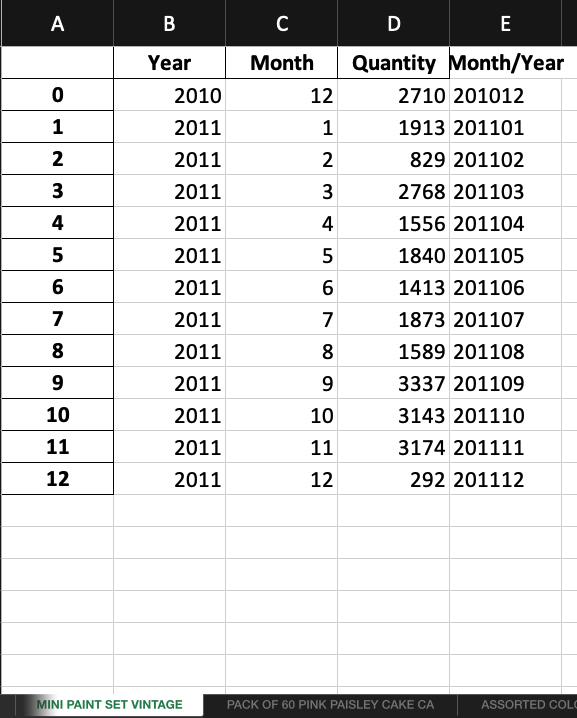 A B C D E
Year Month Quantity Month/Year
0 2010 12 2710 201012
1 2011 1 1913 201101
2 2011 2 829 201102
3 2011 3 2768 201103
4 2011 4 1556 201104
5 2011 5 1840 201105
6 2011 6 1413 201106
7 2011 7 1873 201107
8 2011 8 1589 201108
9 2011 9 3337 201109
10 2011 10 3143 201110
11 2011 11 3174 201111
12 2011 12 292 201112
MINI PAINT SET VINTAGE PACK OF 60 PINK PAISLEY CAKE CA ASSORTED COL